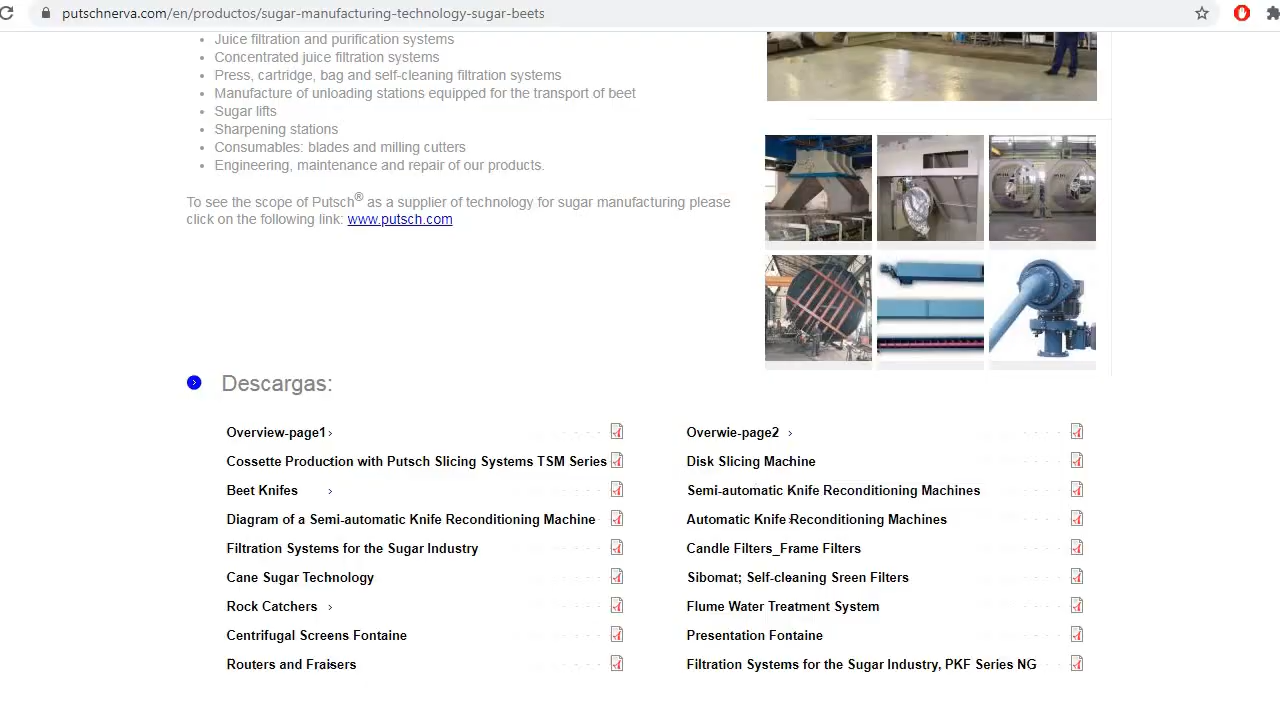 putschnerva.com/en/productos/sugar-manufacturing-technology-sugar-beets
Juice filtration and purification systems
Concentrated juice filtration systems
Press, cartridge, bag and self-cleaning filtration systems
Manufacture of unloading stations equipped for the transport of beet
Sugar lifts
Sharpening stations
Consumables: blades and milling cutters
Engineering, maintenance and repair of our products.
To see the scope of Putsch® as a supplier of technology for sugar manufacturing please
click on the following link: www.putsch.com
Descargas:
Overview-page1
Overwie-page2
Cossette Production with Putsch Slicing Systems TSM Series
Disk Slicing Machine
Beet Knifes
Semi-automatic Knife Reconditioning Machines
Diagram of a Semi-automatic Knife Reconditioning Machine
Automatic Knife Reconditioning Machines
Filtration Systems for the Sugar Industry
Candle Filters_Frame Filters
Cane Sugar Technology
Sibomat; Self-cleaning Sreen Filters
Rock Catchers
Flume Water Treatment System
Centrifugal Screens Fontaine
Presentation Fontaine
Routers and Fraisers
Filtration Systems for the Sugar Industry, PKF Series NG